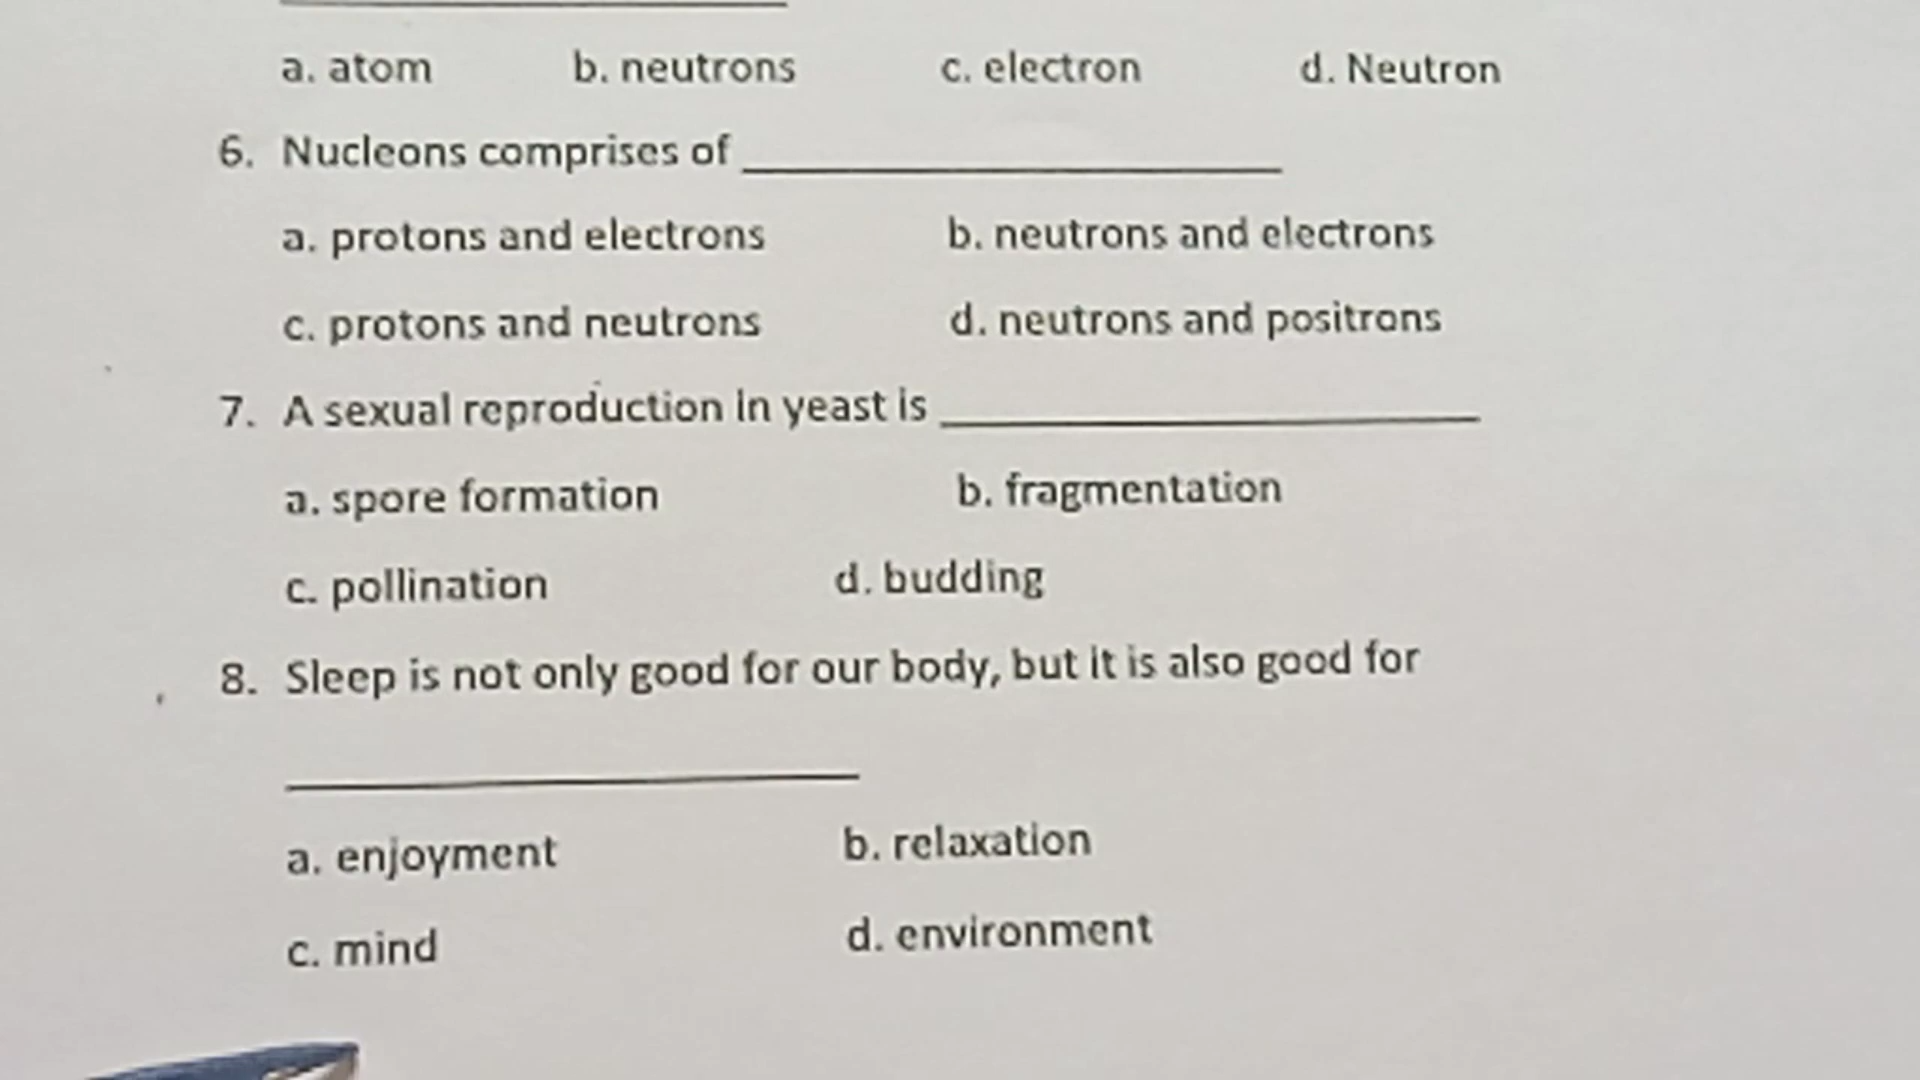 a. atom b. neutrons c. electron d. Neutron
6. Nucleons comprises of
a. protons and electrons b. neutrons and electrons
c. protons and neutrons d. neutrons and positrons
7. A sexual reproduction in yeast is
a. spore formation b. fragmentation
c. pollination d. budding
8. Sleep is not only good for our body, but it is also good for
a. enjoyment b. relaxation
c. mind d. environment